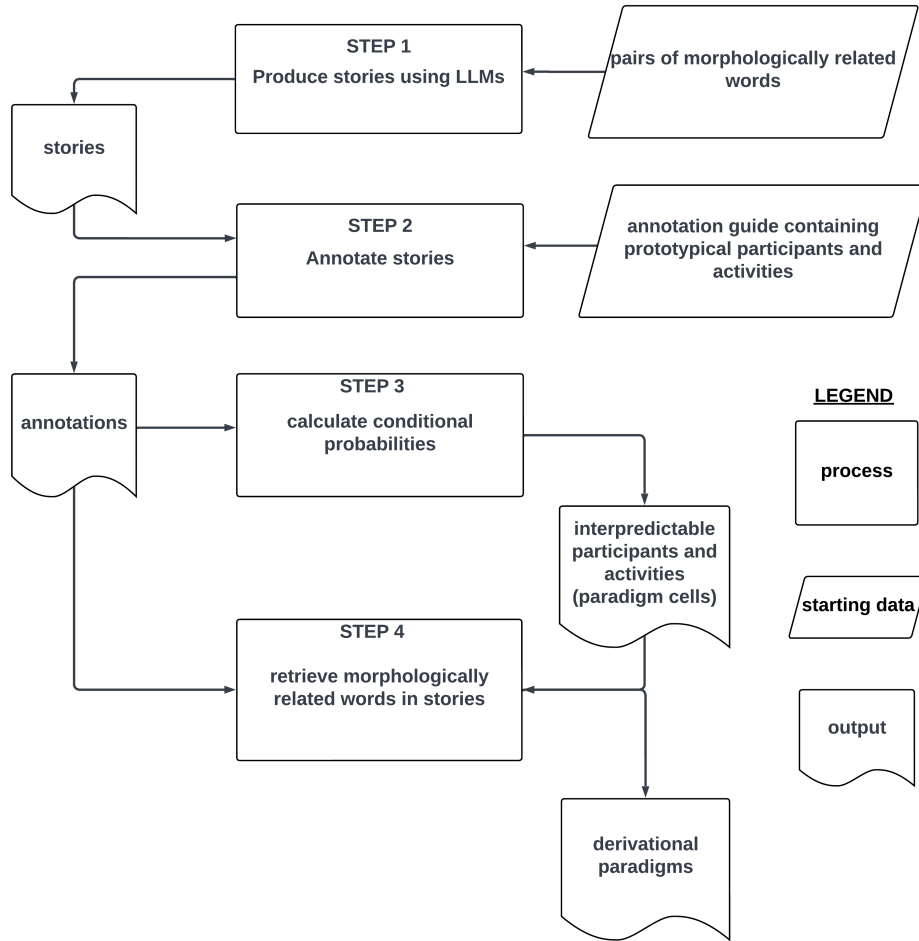 STEP 1
Produce stories using LLMs
pairs of morphologically related
words
stories
STEP 2
Annotate stories
annotation guide containing
prototypical participants and
activities
annotations
STEP 3
calculate conditional
probabilities
interpredictable
participants and
activities
(paradigm cells)
STEP 4
retrieve morphologically
related words in stories
derivational
paradigms
LEGEND
process
starting data
output